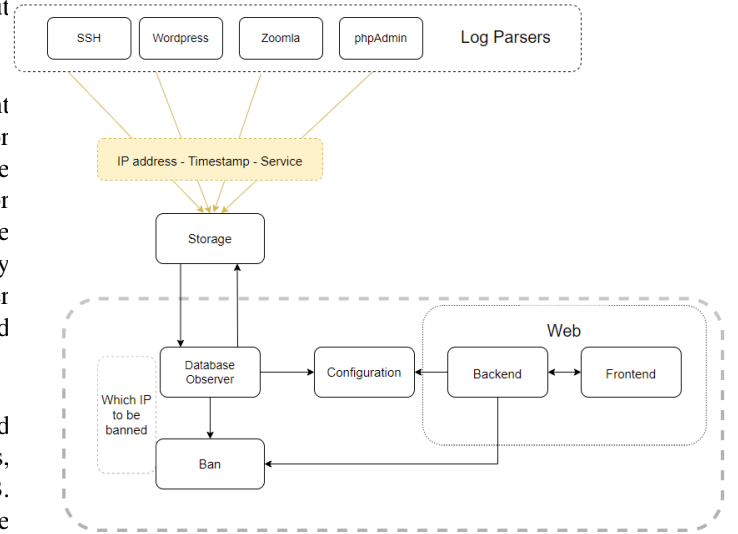 SSH
Wordpress
Zoomla
phpAdmin
Log Parsers
IP address - Timestamp - Service
Storage
Web
Database
Observer
Configuration
Backend
Frontend
Which IP
to be
banned
Ban